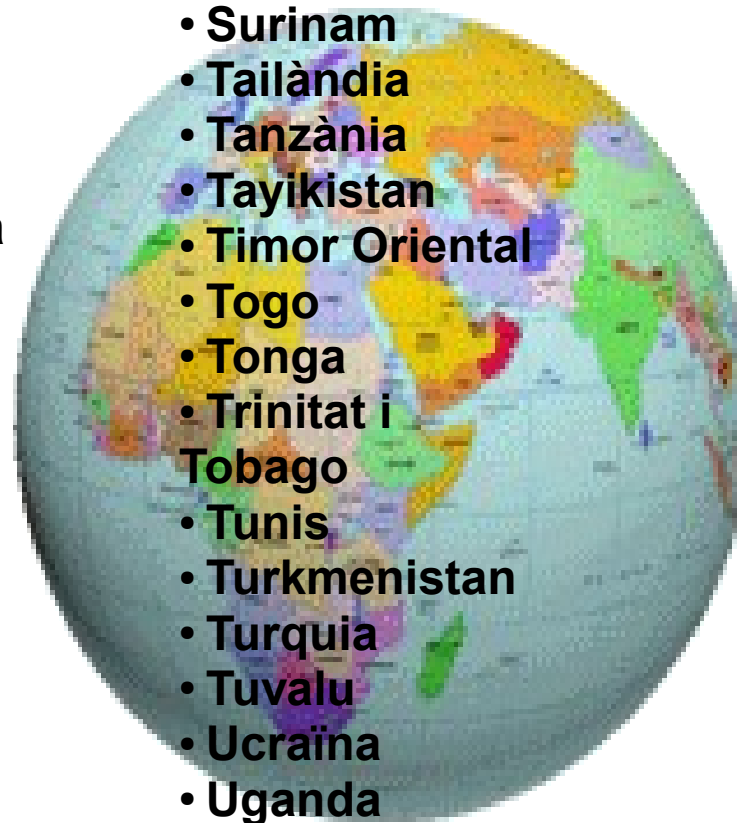 • Surinam
• Tailàndia
• Tanzània
• Tayikistan
• Timor Oriental
• Togo
• Tonga
• Trinitat i
Tobago
• Tunis
• Turkmenistan
• Turquia
• Tuvalu
• Ucraïna
• Uganda